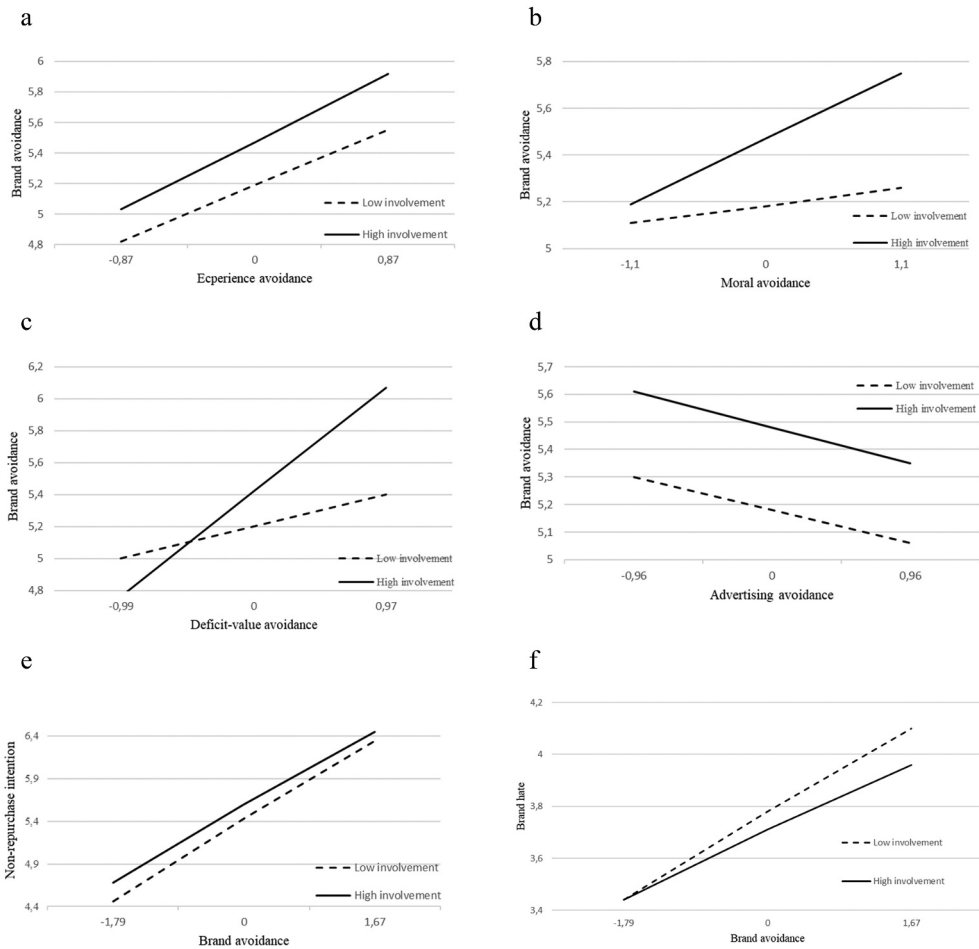 a
Brand avoidance
6
5,8
5,6
5,4
5,2
5
4,8
-0,87
0
0,87
Ecperience avoidance
Low involvement
High involvement
b
Brand avoidance
5,8
5,6
5,4
5,2
5
-1,1
0
1,1
Moral avoidance
Low involvement
High involvement
c
Brand avoidance
6,2
6
5,8
5,6
5,4
5,2
5
4,8
-0,99
0
0,97
Deficit-value avoidance
Low involvement
High involvement
d
Brand avoidance
5,7
5,6
5,5
5,4
5,3
5,2
5,1
5
-0,96
0
0,96
Advertising avoidance
Low involvement
High involvement
e
Non-repurchase intention
6,4
5,9
5,4
4,9
4,4
-1,79
0
1,67
Brand avoidance
Low involvement
High involvement
f
Brand hate
4,2
4
3,8
3,6
3,4
-1,79
0
1,67
Brand avoidance
Low involvement
High involvement